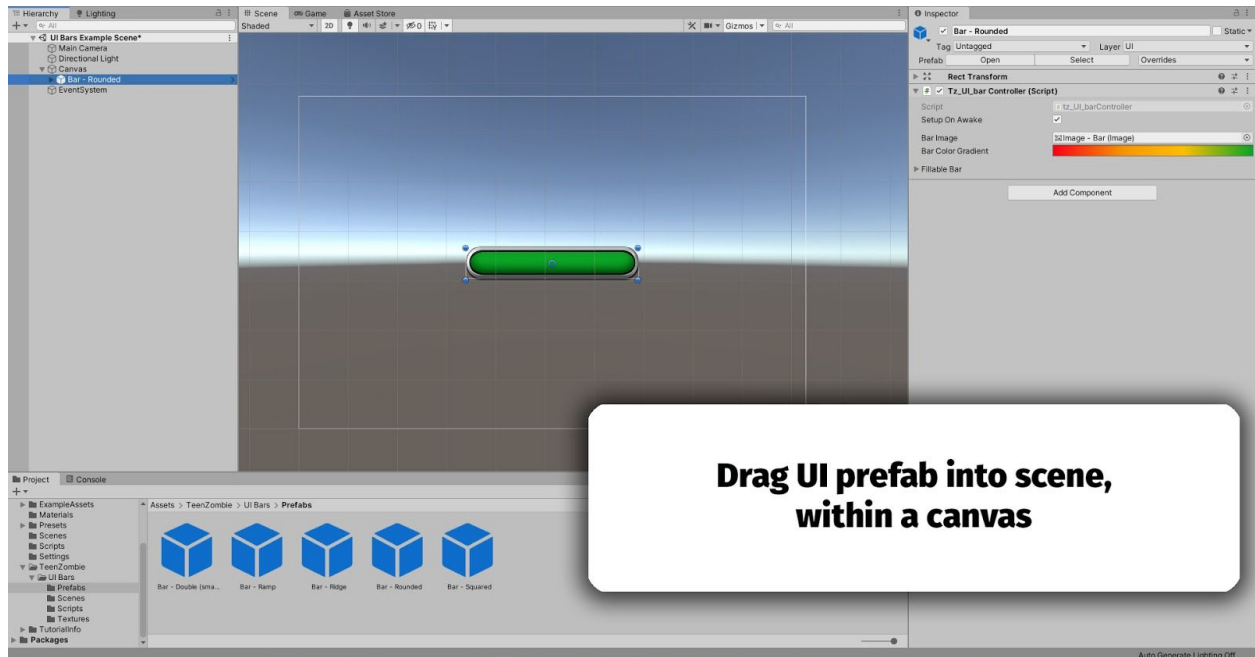 Hierarchy Lighting
All
UI Bars Example Scene*
Main Camera
Directional Light
Canvas
Bar - Rounded
EventSystem
Scene Game Asset Store
Shaded 2D 0 Gizmos All
Inspector
Bar - Rounded Static
Tag Untagged Layer UI
Prefab Open Select Overrides
Rect Transform
Tz_UI_bar Controller (Script)
Script tz_UI_barController
Setup On Awake
Bar Image Image - Bar (Image)
Bar Color Gradient
Fillable Bar
Add Component
Drag UI prefab into scene,
within a canvas
Project Console
ExampleAssets
Materials
Presets
Scenes
Scripts
Settings
TeenZombie
UI Bars
Prefabs
Scenes
Scripts
Textures
TutorialInfo
Packages
Assets > TeenZombie > UI Bars > Prefabs
Bar - Double (sma... Bar - Ramp Bar - Ridge Bar - Rounded Bar - Squared
Auto Generate Lighting Off